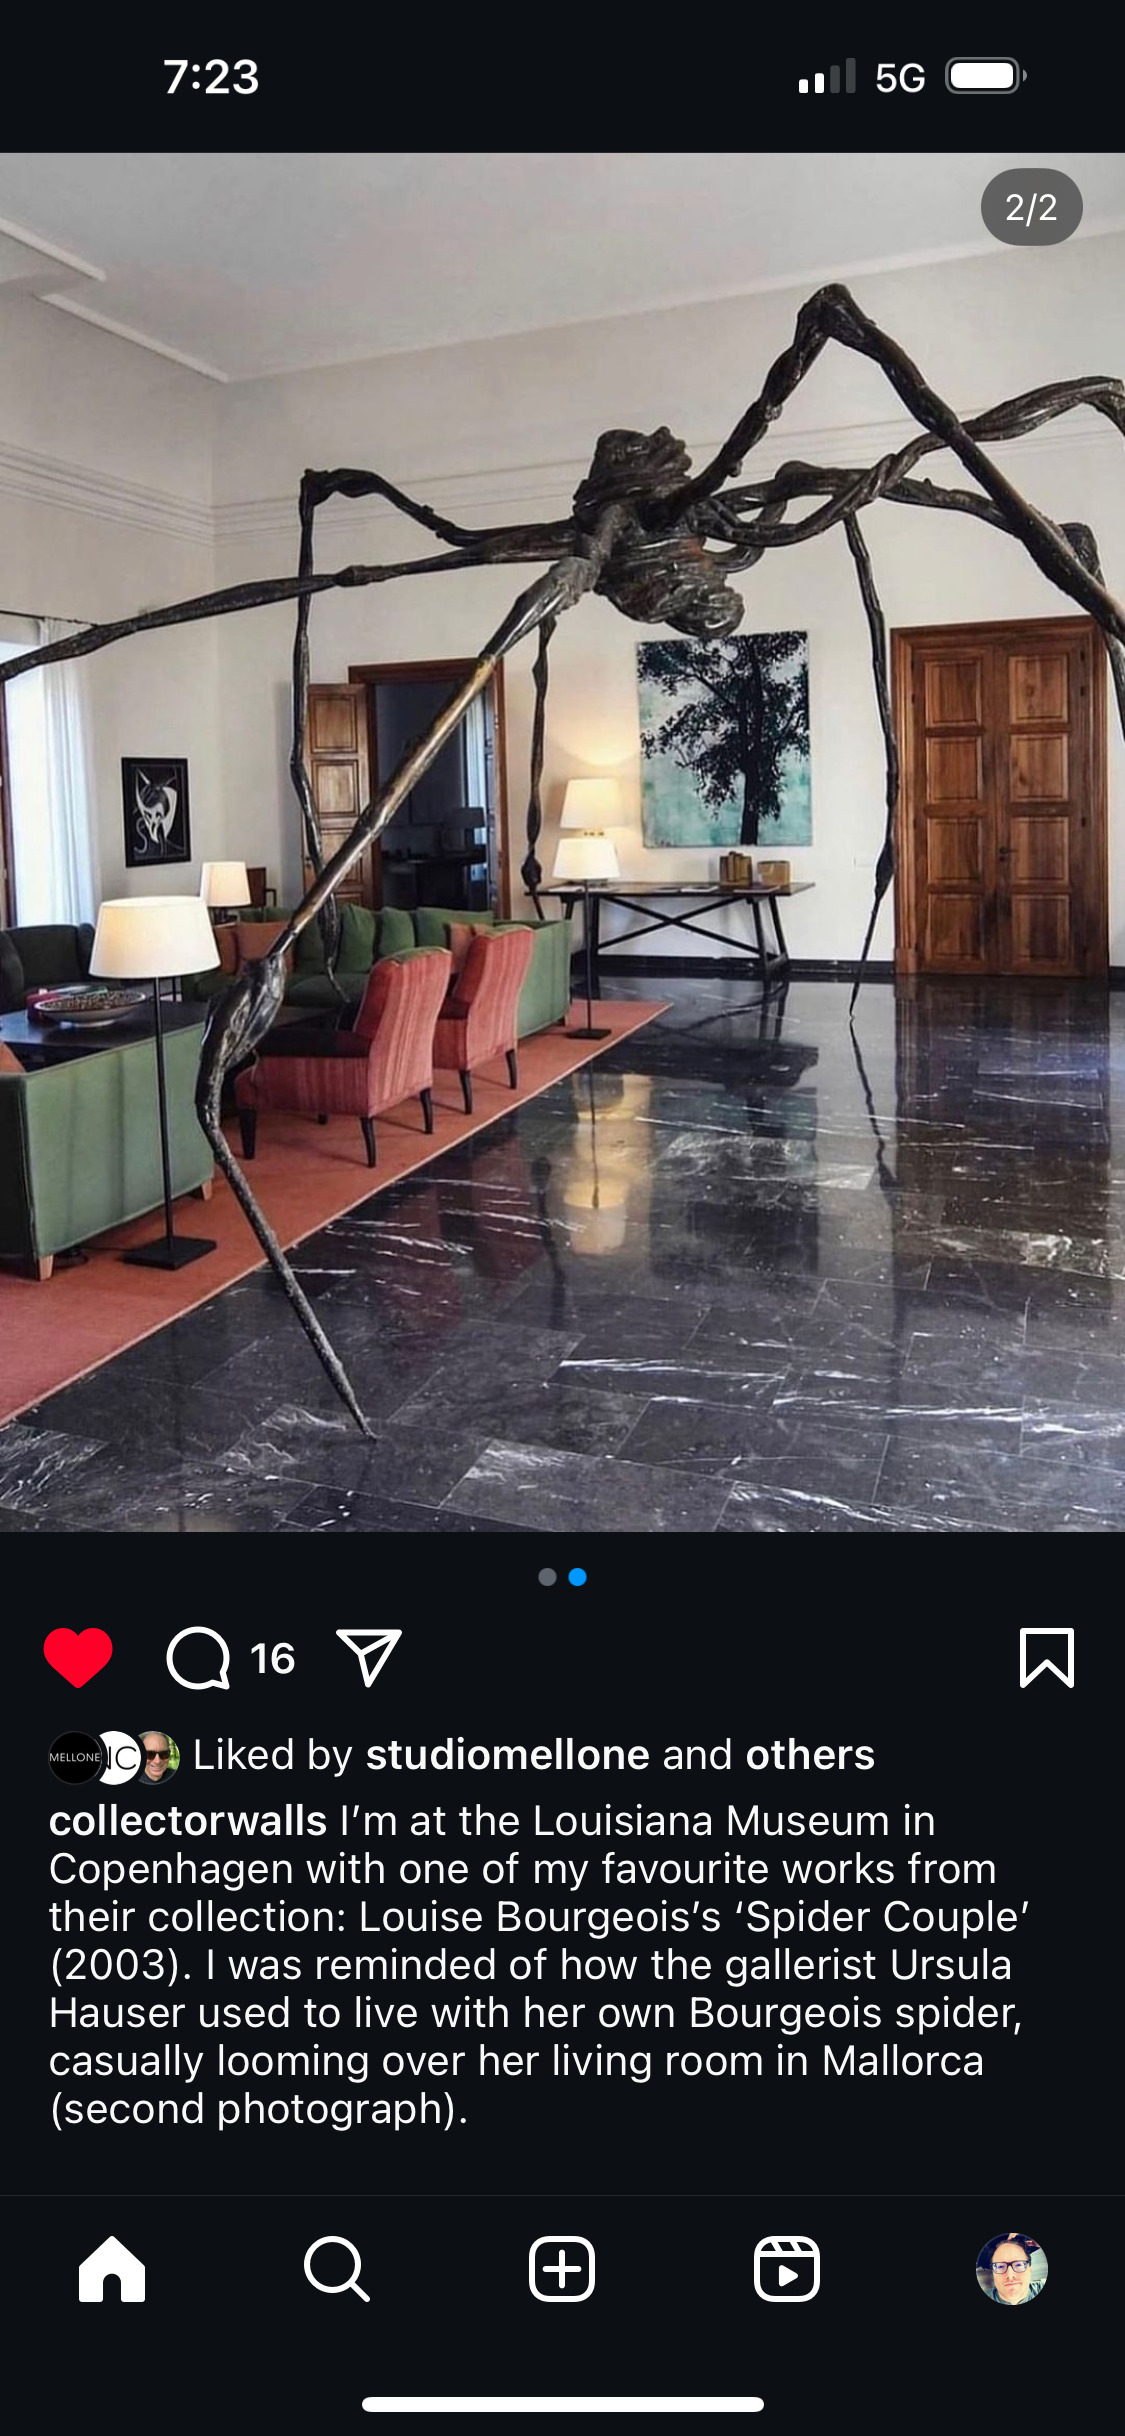 7:23
5G
2/2
16
MELLONE
Liked by studiomellone and others
collectorwalls I’m at the Louisiana Museum in
Copenhagen with one of my favourite works from
their collection: Louise Bourgeois’s ‘Spider Couple’
(2003). I was reminded of how the gallerist Ursula
Hauser used to live with her own Bourgeois spider,
casually looming over her living room in Mallorca
(second photograph).